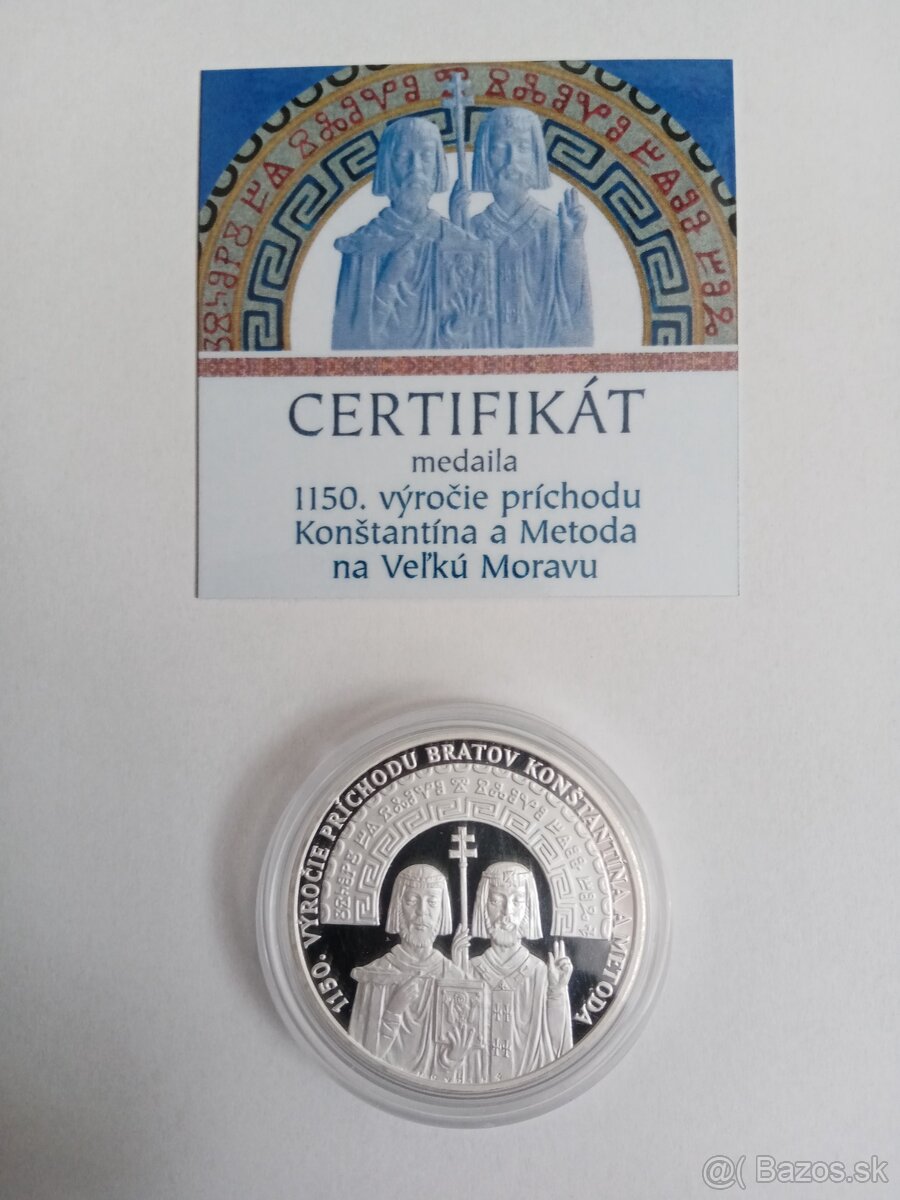 CERTIFIKÁT
medaila
1150. výročie príchodu
Konštantína a Metoda
na Veľkú Moravu
1150. VÝROČIE PRÍCHODU BRATOV KONŠTANTÍNA A METODA
@( Bazos.sk